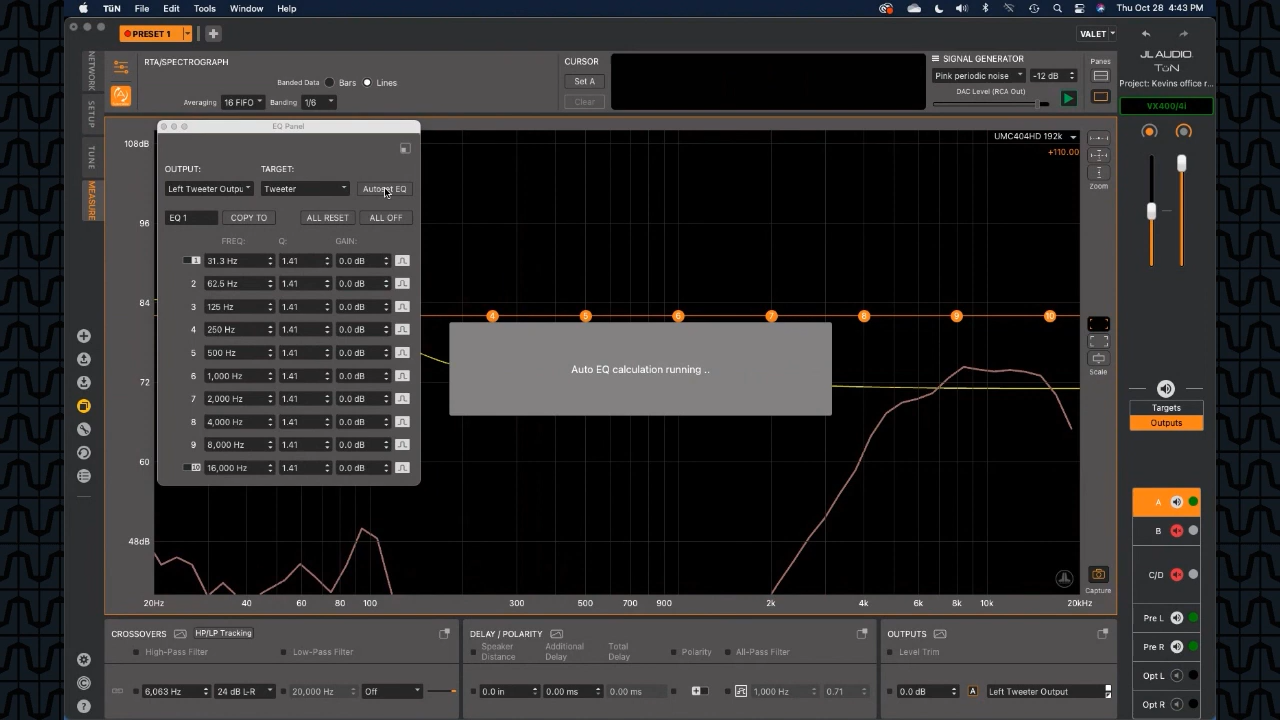 TüN File Edit Tools Window Help Thu Oct 28 4:43 PM
PRESET 1 VALET
NETWORK
SETUP
TUNE
MEASURE
RTA/SPECTROGRAPH
Banded Data Bars Lines
Averaging 16 FIFO Banding 1/6
CURSOR
Set A
Clear
SIGNAL GENERATOR
Pink periodic noise -12 dB
DAC Level (RCA Out)
Panes
JL AUDIO
TüN
Project: Kevins office r...
VX400/4i
EQ Panel
OUTPUT: TARGET:
Left Tweeter Outpu Tweeter Autoset EQ
EQ 1 COPY TO ALL RESET ALL OFF
FREQ: Q: GAIN:
1 31.3 Hz 1.41 0.0 dB
2 62.5 Hz 1.41 0.0 dB
3 125 Hz 1.41 0.0 dB
4 250 Hz 1.41 0.0 dB
5 500 Hz 1.41 0.0 dB
6 1,000 Hz 1.41 0.0 dB
7 2,000 Hz 1.41 0.0 dB
8 4,000 Hz 1.41 0.0 dB
9 8,000 Hz 1.41 0.0 dB
10 16,000 Hz 1.41 0.0 dB
UMC404HD 192k
+110.00
108dB
96
84
72
60
48dB
4 5 6 7 8 9 10
Auto EQ calculation running ..
20Hz 40 60 80 100 300 500 700 900 2k 4k 6k 8k 10k 20kHz
Zoom
Scale
Capture
Targets
Outputs
A
B
C/D
Pre L
Pre R
Opt L
Opt R
CROSSOVERS HP/LP Tracking
High-Pass Filter Low-Pass Filter
6,063 Hz 24 dB L-R 20,000 Hz Off
DELAY / POLARITY
Speaker Distance Additional Delay Total Delay Polarity All-Pass Filter
0.0 in 0.00 ms 0.00 ms 1,000 Hz 0.71
OUTPUTS
Level Trim
0.0 dB A Left Tweeter Output